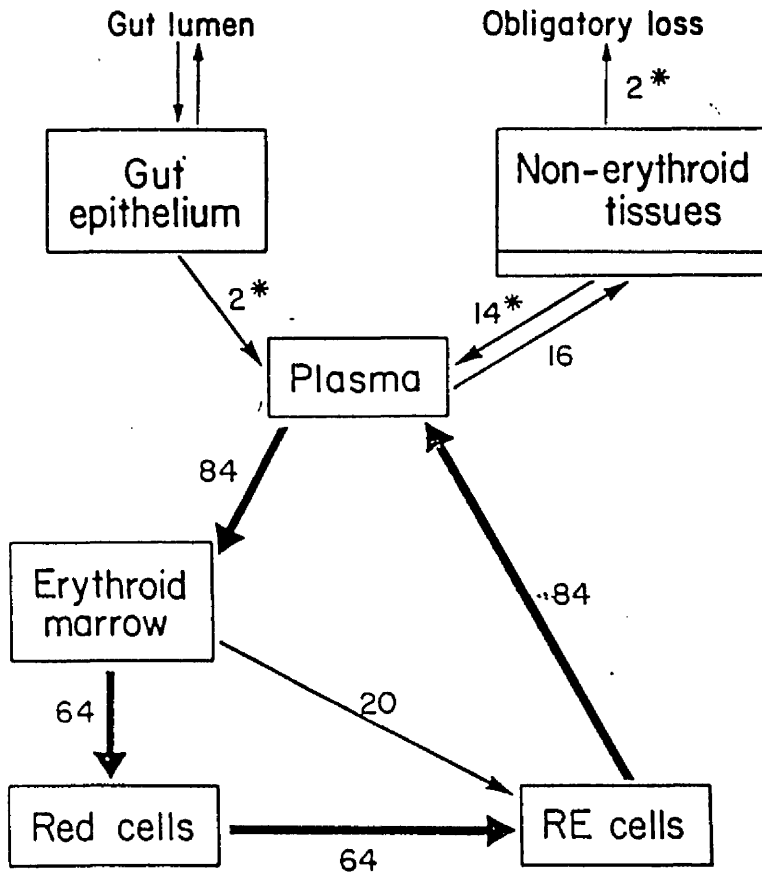 Gut lumen
Obligatory loss
2*
Gut
epithelium
Non-erythroid
tissues
2*
14*
16
Plasma
84
84
Erythroid
marrow
64
20
Red cells
RE cells
64